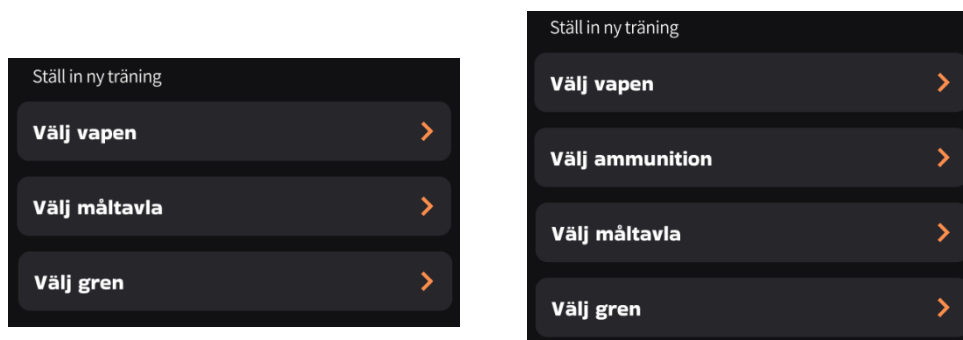 Ställ in ny träning
Välj vapen
Välj måltavla
Välj gren
Ställ in ny träning
Välj vapen
Välj ammunition
Välj måltavla
Välj gren